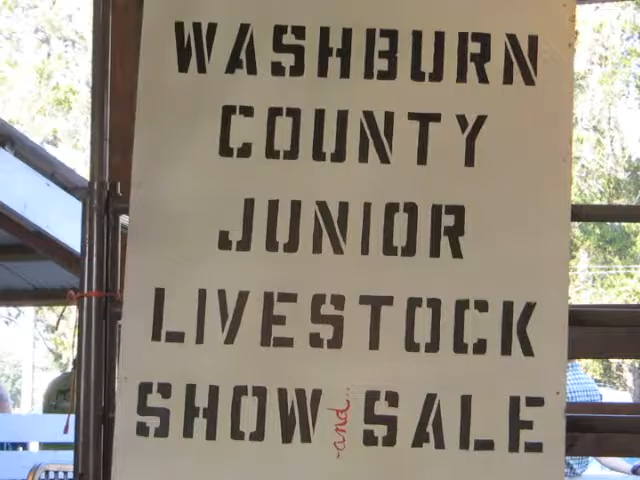 WASHBURN
COUNTY
JUNIOR
LIVESTOCK
SHOW -and... SALE